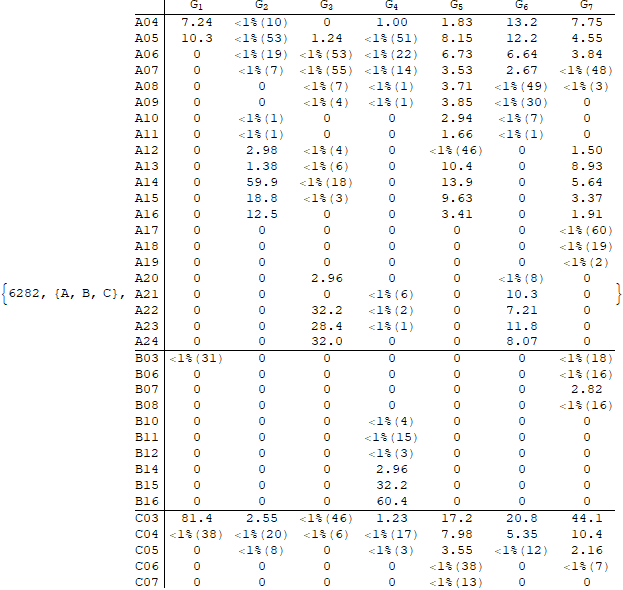 G1 G2 G3 G4 G5 G6 G7
A04 7.24 <1%(10) 0 1.00 1.83 13.2 7.75
A05 10.3 <1%(53) 1.24 <1%(51) 8.15 12.2 4.55
A06 0 <1%(19) <1%(53) <1%(22) 6.73 6.64 3.84
A07 0 <1%(7) <1%(55) <1%(14) 3.53 2.67 <1%(48)
A08 0 0 <1%(7) <1%(1) 3.71 <1%(49) <1%(3)
A09 0 0 <1%(4) <1%(1) 3.85 <1%(30) 0
A10 0 <1%(1) 0 0 2.94 <1%(7) 0
A11 0 <1%(1) 0 0 1.66 <1%(1) 0
A12 0 2.98 <1%(4) 0 <1%(46) 0 1.50
A13 0 1.38 <1%(6) 0 10.4 0 8.93
A14 0 59.9 <1%(18) 0 13.9 0 5.64
A15 0 18.8 <1%(3) 0 9.63 0 3.37
A16 0 12.5 0 0 3.41 0 1.91
A17 0 0 0 0 0 0 <1%(60)
A18 0 0 0 0 0 0 <1%(19)
A19 0 0 0 0 0 0 <1%(2)
A20 0 0 2.96 0 0 <1%(8) 0
{6282, {A, B, C}, A21 0 0 0 <1%(6) 0 10.3 0 }
A22 0 0 32.2 <1%(2) 0 7.21 0
A23 0 0 28.4 <1%(1) 0 11.8 0
A24 0 0 32.0 0 0 8.07 0
B03 <1%(31) 0 0 0 0 0 <1%(18)
B06 0 0 0 0 0 0 <1%(16)
B07 0 0 0 0 0 0 2.82
B08 0 0 0 0 0 0 <1%(16)
B10 0 0 0 <1%(4) 0 0 0
B11 0 0 0 <1%(15) 0 0 0
B12 0 0 0 <1%(3) 0 0 0
B14 0 0 0 2.96 0 0 0
B15 0 0 0 32.2 0 0 0
B16 0 0 0 60.4 0 0 0
C03 81.4 2.55 <1%(46) 1.23 17.2 20.8 44.1
C04 <1%(38) <1%(20) <1%(6) <1%(17) 7.98 5.35 10.4
C05 0 <1%(8) 0 <1%(3) 3.55 <1%(12) 2.16
C06 0 0 0 0 <1%(38) 0 <1%(7)
C07 0 0 0 0 <1%(13) 0 0